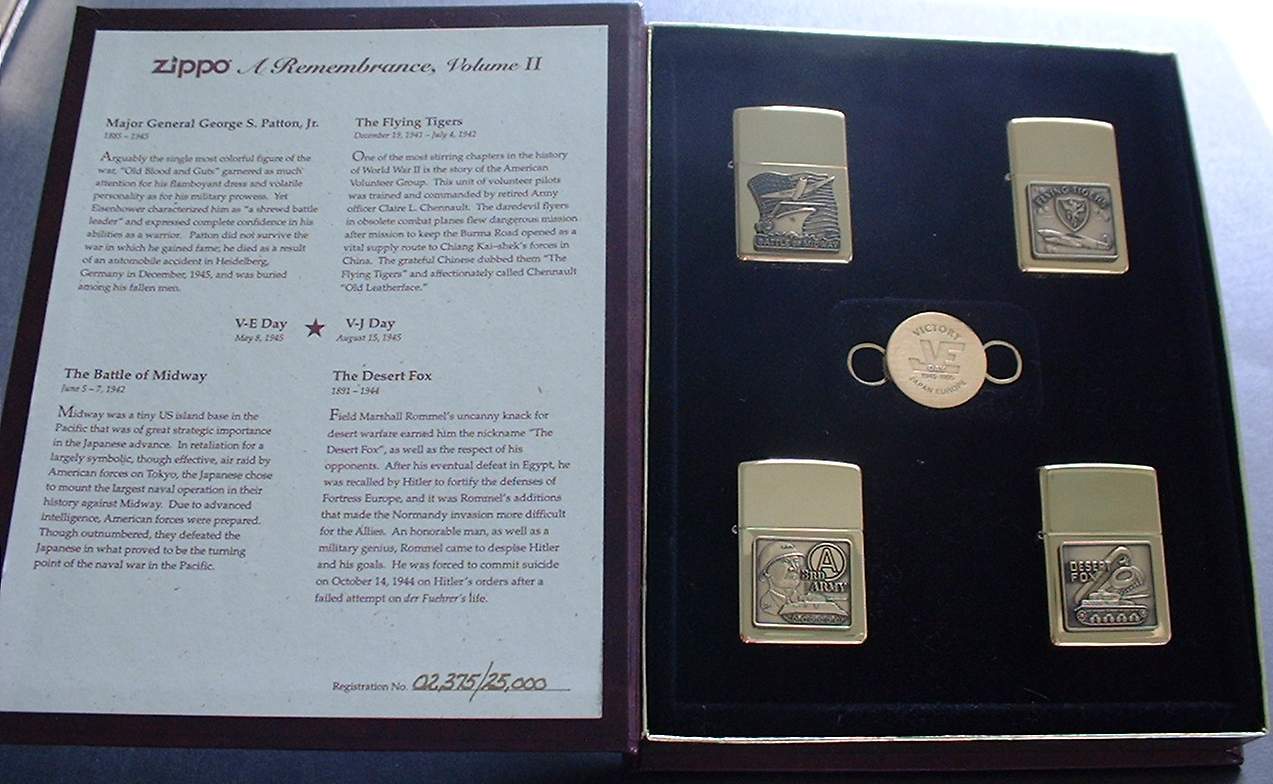 Zippo A Remembrance, Volume II
Major General George S. Patton, Jr.
1885 – 1945
Arguably the single most colorful figure of the
war, "Old Blood and Guts" garnered as much
attention for his flamboyant dress and volatile
personality as for his military prowess. Yet
Eisenhower characterized him as "a shrewd battle
leader" and expressed complete confidence in his
abilities as a warrior. Patton did not survive the
war in which he gained fame; he died as a result
of an automobile accident in Heidelberg,
Germany in December, 1945, and was buried
among his fallen men.
The Flying Tigers
December 19, 1941 – July 4, 1942
One of the most stirring chapters in the history
of World War II is the story of the American
Volunteer Group. This unit of volunteer pilots
was trained and commanded by retired Army
officer Claire L. Chennault. The daredevil flyers
in obsolete combat planes flew dangerous mission
after mission to keep the Burma Road opened as a
vital supply route to Chiang Kai-shek's forces in
China. The grateful Chinese dubbed them "The
Flying Tigers" and affectionately called Chennault
"Old Leatherface."
V-E Day
May 8, 1945
V-J Day
August 15, 1945
The Battle of Midway
June 5 – 7, 1942
Midway was a tiny US island base in the
Pacific that was of great strategic importance
in the Japanese advance. In retaliation for a
largely symbolic, though effective, air raid by
American forces on Tokyo, the Japanese chose
to mount the largest naval operation in their
history against Midway. Due to advanced
intelligence, American forces were prepared.
Though outnumbered, they defeated the
Japanese in what proved to be the turning
point of the naval war in the Pacific.
The Desert Fox
1891 – 1944
Field Marshall Rommel's uncanny knack for
desert warfare earned him the nickname "The
Desert Fox", as well as the respect of his
opponents. After his eventual defeat in Egypt, he
was recalled by Hitler to fortify the defenses of
Fortress Europe, and it was Rommel's additions
that made the Normandy invasion more difficult
for the Allies. An honorable man, as well as a
military genius, Rommel came to despise Hitler
and his goals. He was forced to commit suicide
on October 14, 1944 on Hitler's orders after a
failed attempt on der Fuehrer's life.
Registration No. 02,375/25,000
BATTLE OF MIDWAY
FLYING TIGERS
VICTORY
VJE
DAY
1945-1995
JAPAN EUROPE
A
3RD
ARMY
DESERT
FOX